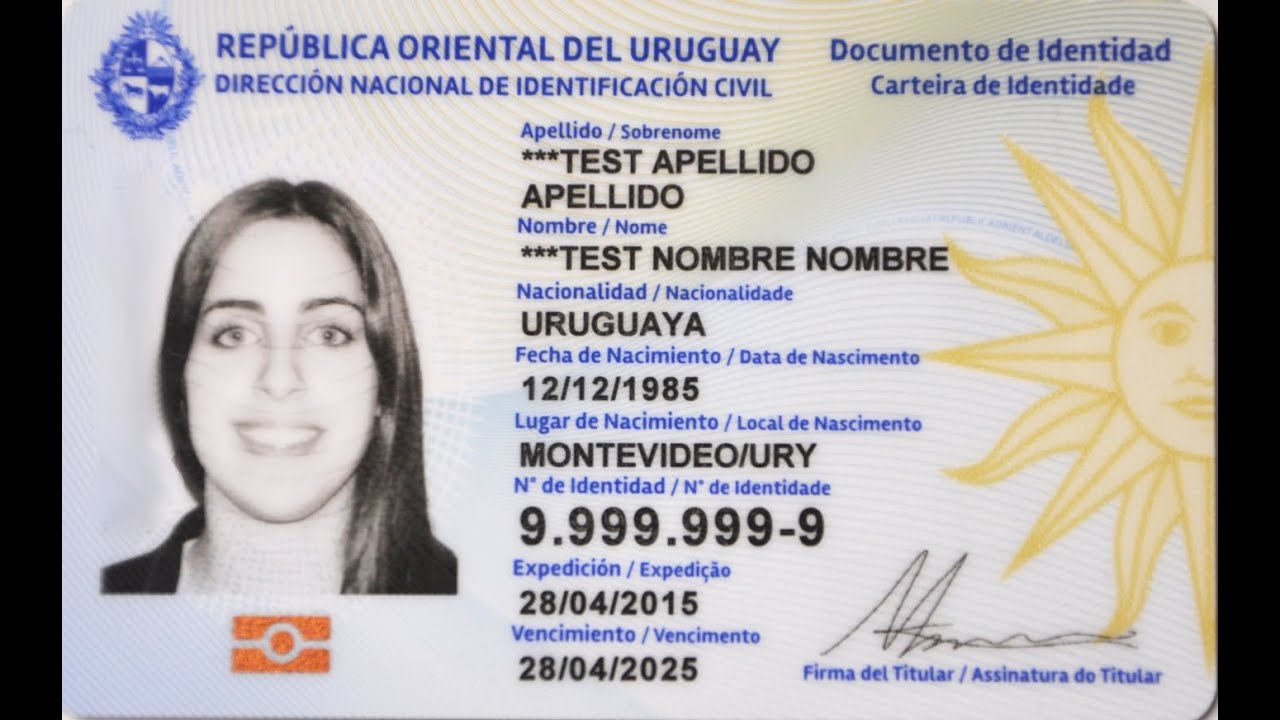 REPÚBLICA ORIENTAL DEL URUGUAY
DIRECCIÓN NACIONAL DE IDENTIFICACIÓN CIVIL
Documento de Identidad
Carteira de Identidade
Apellido / Sobrenome
***TEST APELLIDO
APELLIDO
Nombre / Nome
***TEST NOMBRE NOMBRE
Nacionalidad / Nacionalidade
URUGUAYA
Fecha de Nacimiento / Data de Nascimento
12/12/1985
Lugar de Nacimiento / Local de Nascimento
MONTEVIDEO/URY
N° de Identidad / N° de Identidade
9.999.999-9
Expedición / Expedição
28/04/2015
Vencimiento / Vencimento
28/04/2025
Firma del Titular / Assinatura do Titular